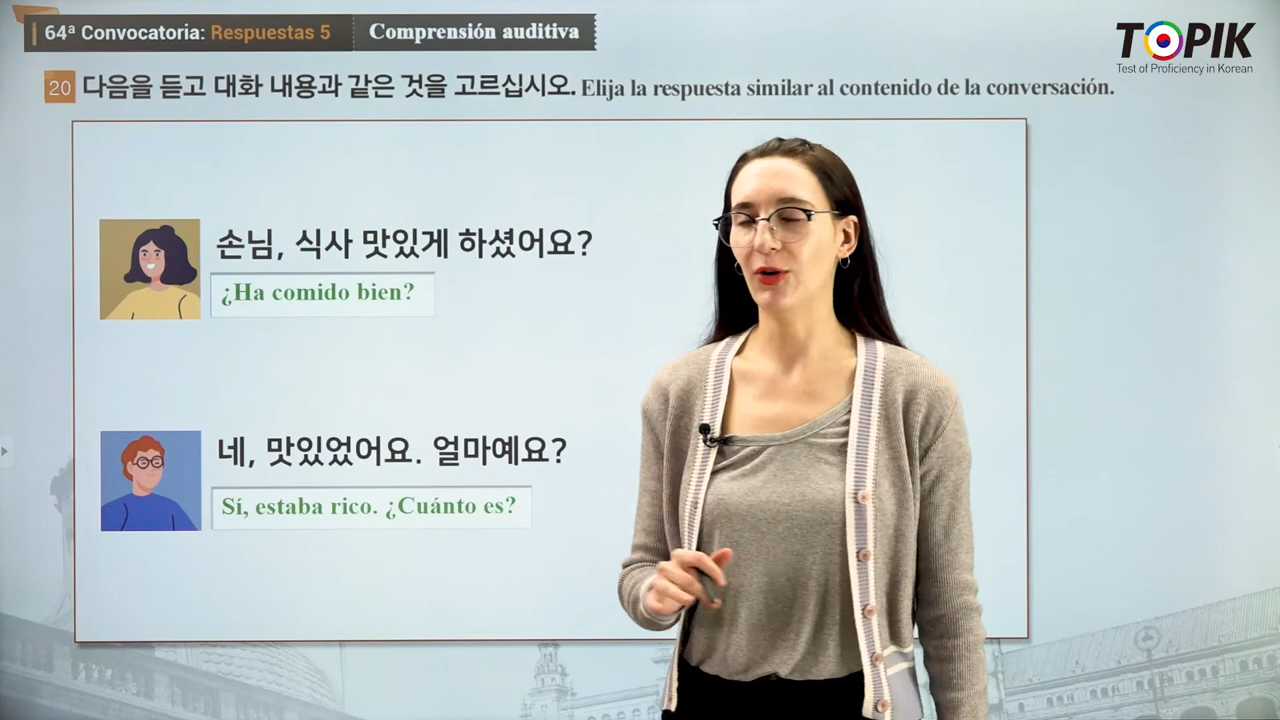 64ª Convocatoria: Respuestas 5 Comprensión auditiva
TOPIK
Test of Proficiency in Korean
20 다음을 듣고 대화 내용과 같은 것을 고르십시오. Elija la respuesta similar al contenido de la conversación.
손님, 식사 맛있게 하셨어요?
¿Ha comido bien?
네, 맛있었어요. 얼마예요?
Sí, estaba rico. ¿Cuánto es?